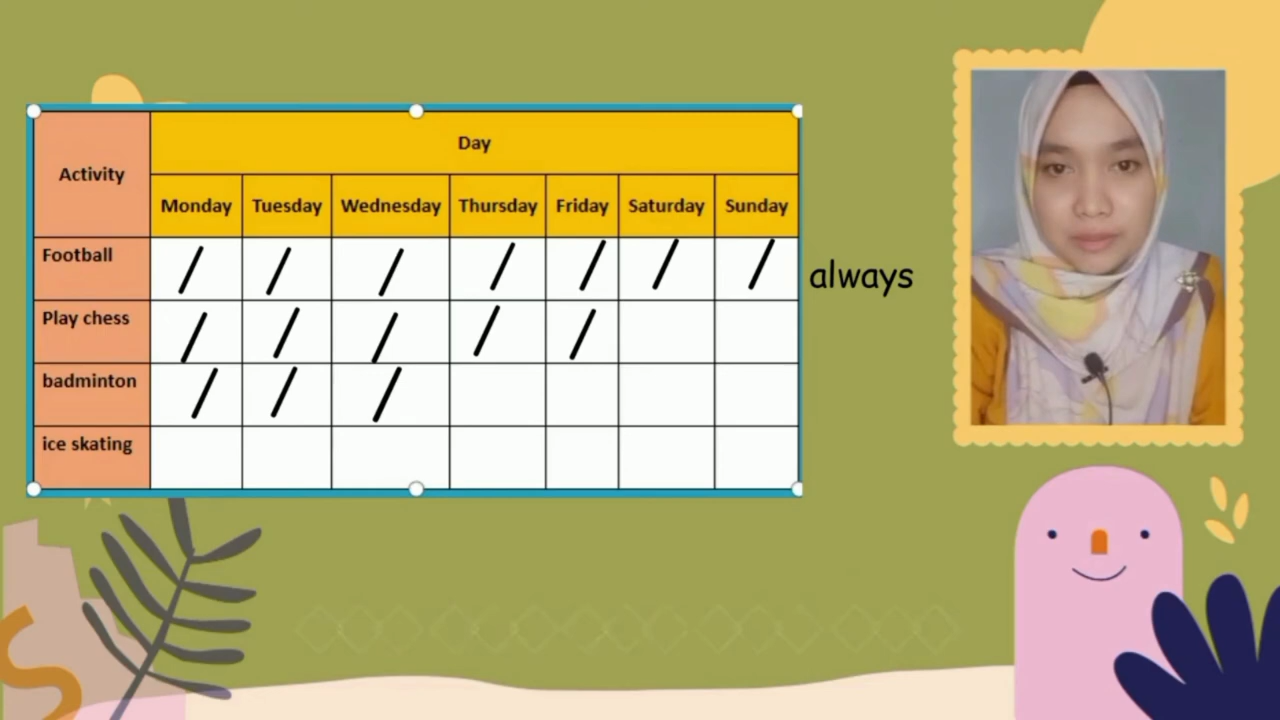 Activity
Day
Monday Tuesday Wednesday Thursday Friday Saturday Sunday
Football / / / / / / / always
Play chess / / / / /
badminton / / /
ice skating